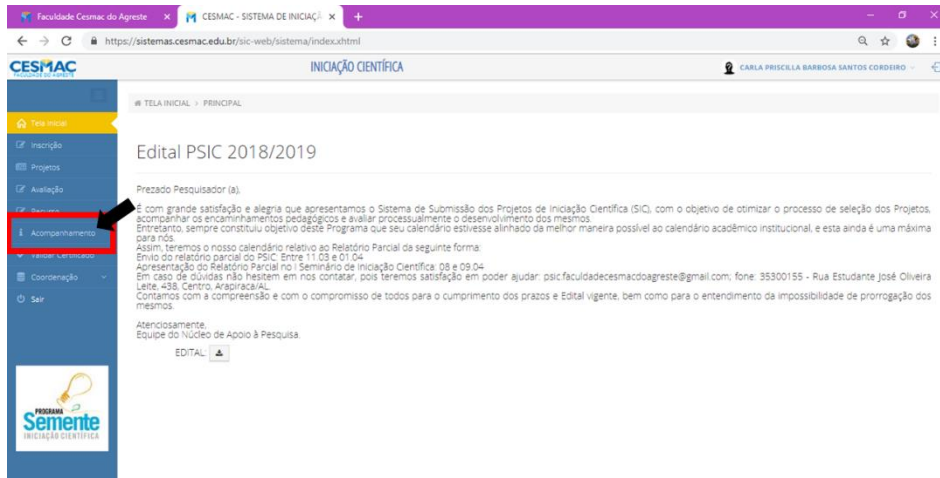 Faculdade Cesmac do Agreste
CESMAC - SISTEMA DE INICIAÇÃ
https://sistemas.cesmac.edu.br/sic-web/sistema/index.xhtml
CESMAC
FACULDADE DO AGRESTE
INICIAÇÃO CIENTÍFICA
CARLA PRISCILLA BARBOSA SANTOS CORDEIRO
TELA INICIAL > PRINCIPAL
Tela Inicial
Inscrição
Projetos
Avaliação
Recurso
Acompanhamento
Validar Certificado
Coordenação
Sair
PROGRAMA
Semente
INICIAÇÃO CIENTÍFICA
Edital PSIC 2018/2019
Prezado Pesquisador (a),
É com grande satisfação e alegria que apresentamos o Sistema de Submissão dos Projetos de Iniciação Científica (SIC), com o objetivo de otimizar o processo de seleção dos Projetos,
acompanhar os encaminhamentos pedagógicos e avaliar processualmente o desenvolvimento dos mesmos.
Entretanto, sempre constituiu objetivo deste Programa que seu calendário estivesse alinhado da melhor maneira possível ao calendário acadêmico institucional, e esta ainda é uma máxima
para nós.
Assim, teremos o nosso calendário relativo ao Relatório Parcial da seguinte forma:
Envio do relatório parcial do PSIC: Entre 11.03 e 01.04
Apresentação do Relatório Parcial no I Seminário de Iniciação Científica: 08 e 09.04
Em caso de dúvidas não hesitem em nos contatar, pois teremos satisfação em poder ajudar: psic.faculdadecesmacdoagreste@gmail.com; fone: 35300155 - Rua Estudante José Oliveira
Leite, 438, Centro, Arapiraca/AL.
Contamos com a compreensão e com o compromisso de todos para o cumprimento dos prazos e Edital vigente, bem como para o entendimento da impossibilidade de prorrogação dos
mesmos.
Atenciosamente,
Equipe do Núcleo de Apoio à Pesquisa.
EDITAL: